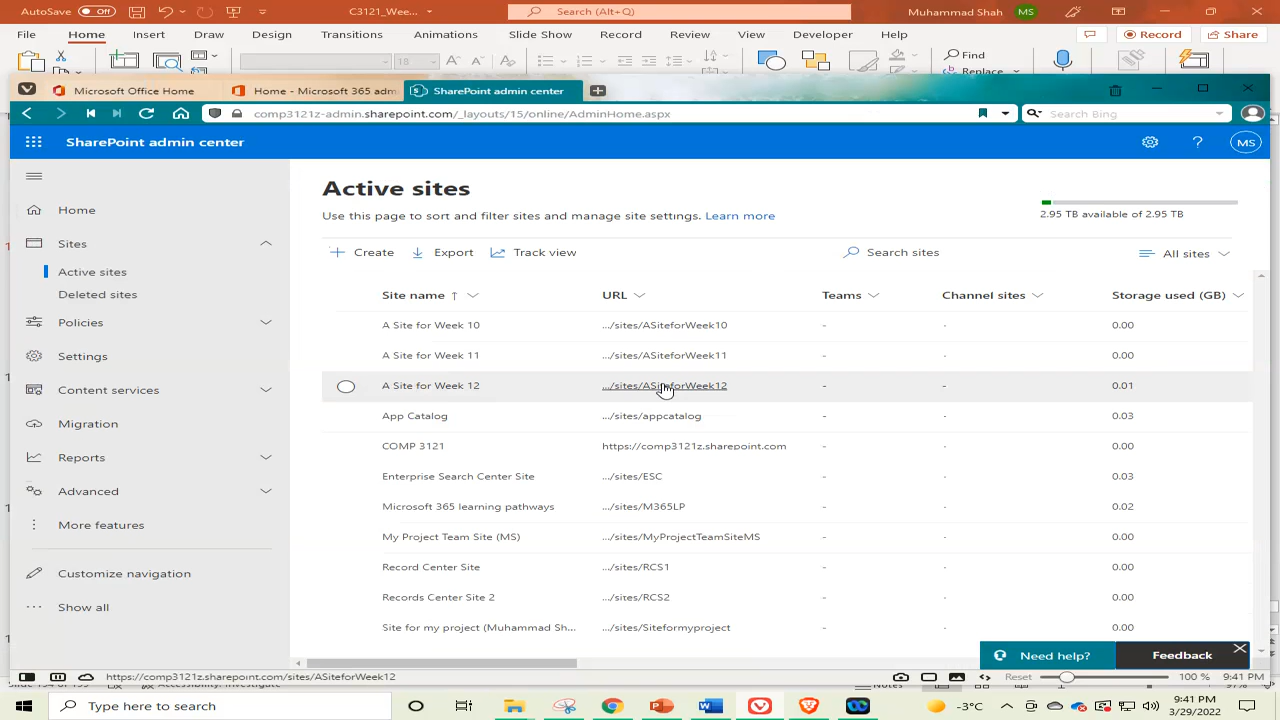 AutoSave Off C3121_Wee... Search (Alt+Q) Muhammad Shah MS
File Home Insert Draw Design Transitions Animations Slide Show Record Review View Developer Help Record Share
Find
Replace
Microsoft Office Home Home - Microsoft 365 adm SharePoint admin center
comp3121z-admin.sharepoint.com/_layouts/15/online/AdminHome.aspx Search Bing
SharePoint admin center ? MS
Home
Sites
Active sites
Deleted sites
Policies
Settings
Content services
Migration
Reports
Advanced
More features
Customize navigation
Show all
Active sites
Use this page to sort and filter sites and manage site settings. Learn more
2.95 TB available of 2.95 TB
Create Export Track view Search sites All sites
Site name ↑ URL Teams Channel sites Storage used (GB)
A Site for Week 10 .../sites/ASiteforWeek10 - - 0.00
A Site for Week 11 .../sites/ASiteforWeek11 - - 0.00
A Site for Week 12 .../sites/ASiteforWeek12 - - 0.01
App Catalog .../sites/appcatalog - - 0.03
COMP 3121 https://comp3121z.sharepoint.com - - 0.00
Enterprise Search Center Site .../sites/ESC - - 0.03
Microsoft 365 learning pathways .../sites/M365LP - - 0.02
My Project Team Site (MS) .../sites/MyProjectTeamSiteMS - - 0.00
Record Center Site .../sites/RCS1 - - 0.00
Records Center Site 2 .../sites/RCS2 - - 0.00
Site for my project (Muhammad Sh... .../sites/Siteformyproject - - 0.00
Need help? Feedback
https://comp3121z.sharepoint.com/sites/ASiteforWeek12 Reset 100 % 9:41 PM
Type here to search -3°C 9:41 PM
3/29/2022